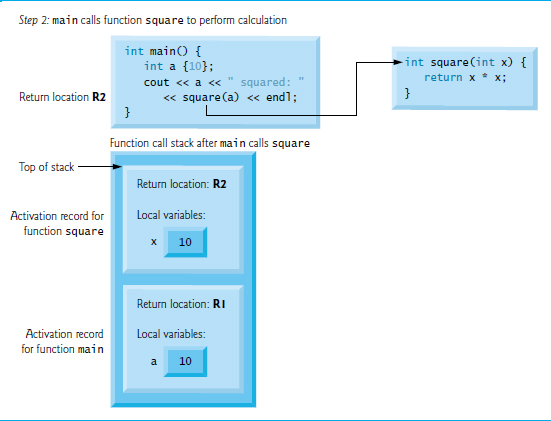 Step 2: main calls function square to perform calculation
int main() {
int a {10};
cout << a << " squared: "
<< square(a) << endl;
}
Return location R2
int square(int x) {
return x * x;
}
Function call stack after main calls square
Top of stack
Return location: R2
Activation record for
function square
Local variables:
x 10
Return location: R1
Activation record
for function main
Local variables:
a 10